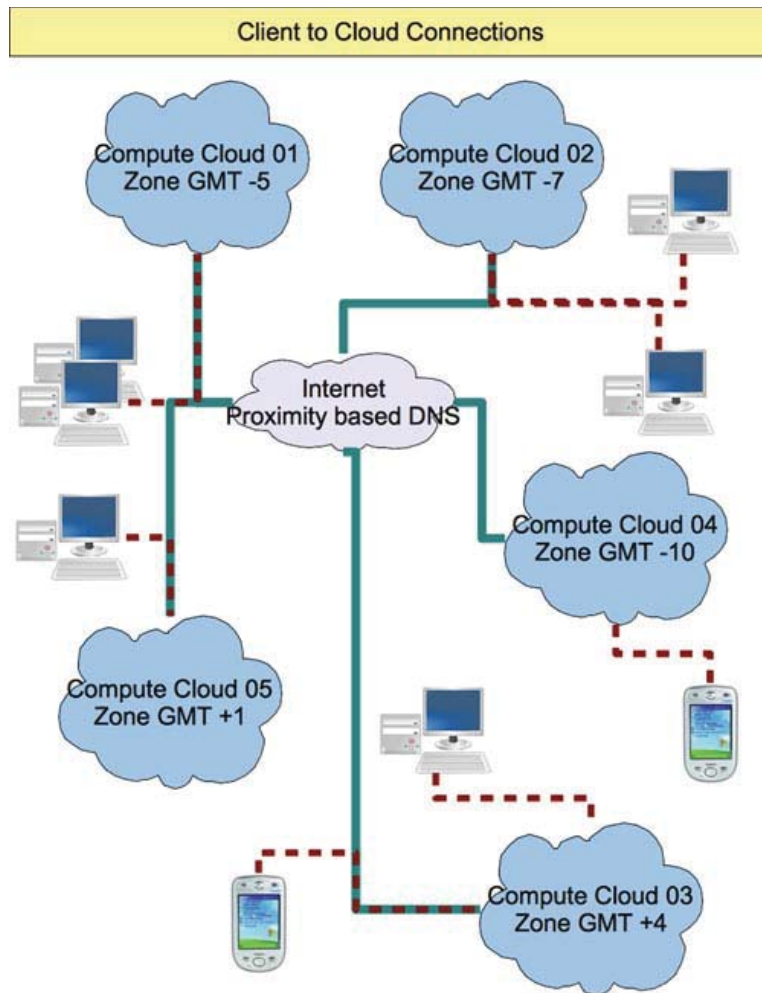 Client to Cloud Connections
Compute Cloud 01
Zone GMT -5
Compute Cloud 02
Zone GMT -7
Internet
Proximity based DNS
Compute Cloud 04
Zone GMT -10
Compute Cloud 05
Zone GMT +1
Compute Cloud 03
Zone GMT +4